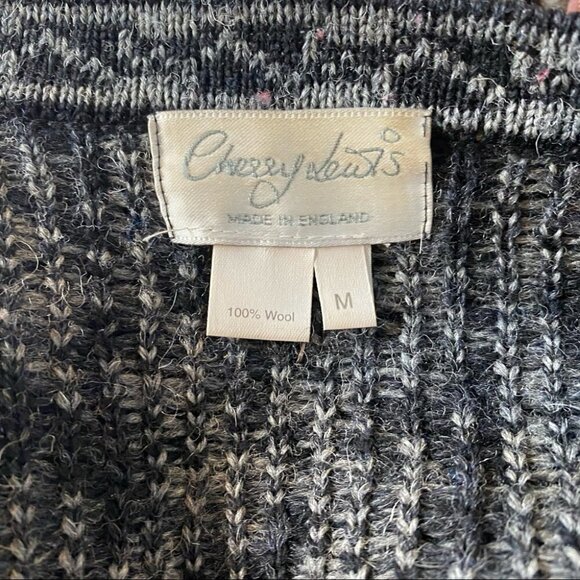 Cherry Lewis
MADE IN ENGLAND
100% Wool
M